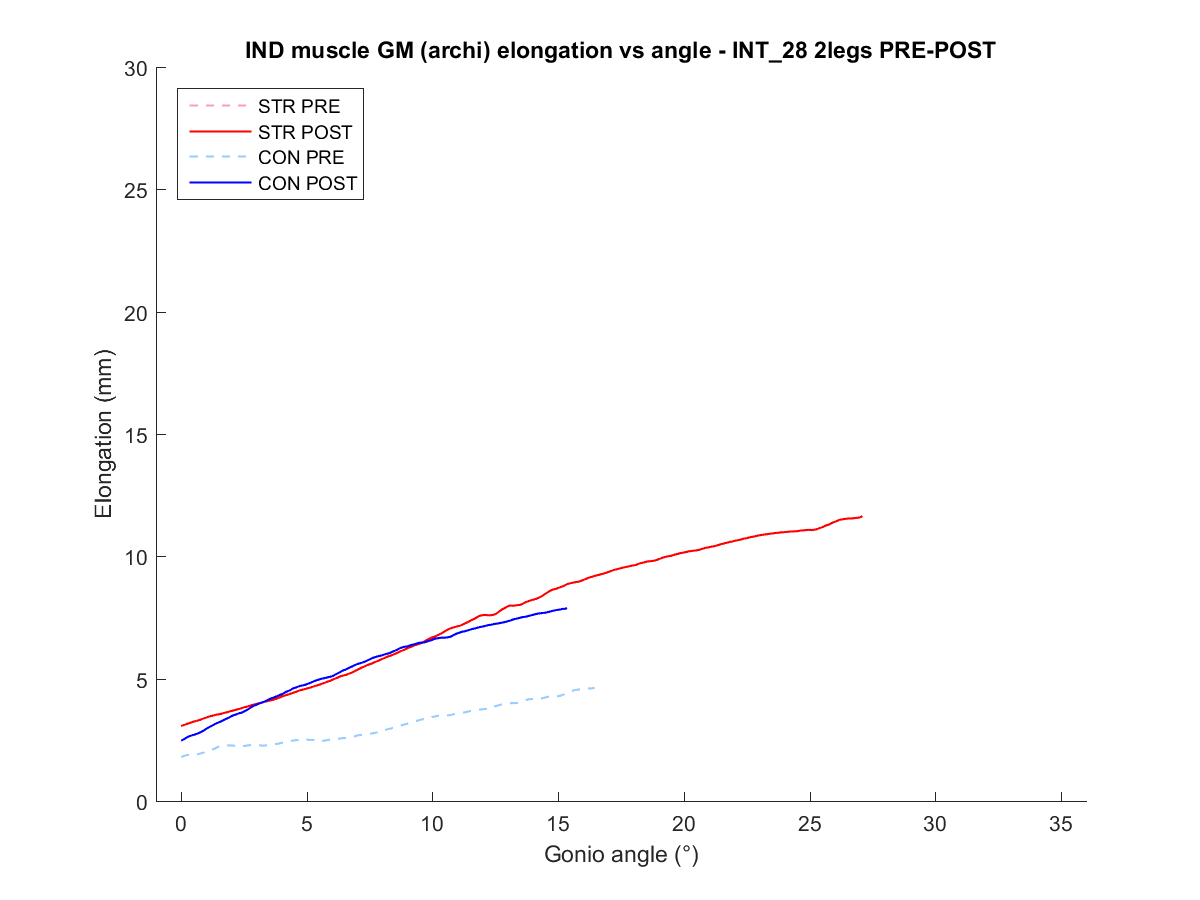 IND muscle GM (archi) elongation vs angle - INT_28 2legs PRE-POST
30
25
20
15
10
5
0
STR PRE
STR POST
CON PRE
CON POST
Elongation (mm)
0 5 10 15 20 25 30 35
Gonio angle (°)